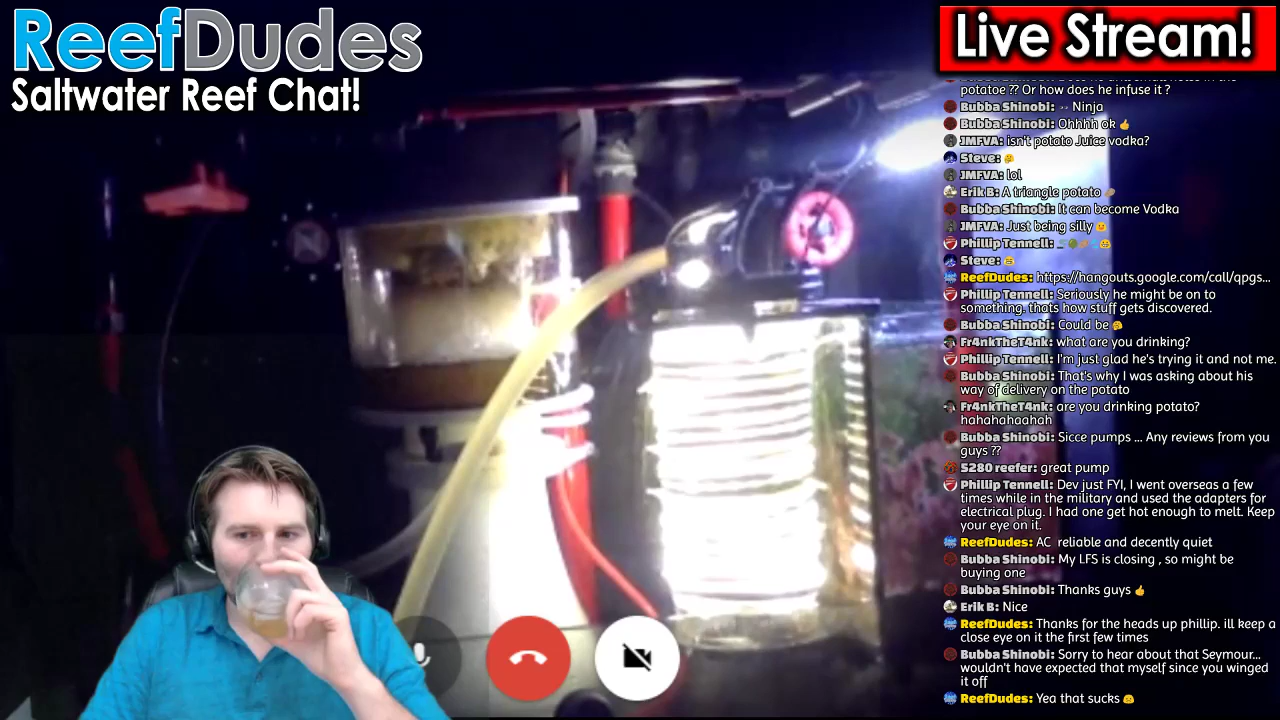 ReefDudes
Saltwater Reef Chat!
Live Stream!
potatoe ?? Or how does he infuse it ?
Bubba Shinobi: Ninja
Bubba Shinobi: Ohhhh ok 👍
JMFVA: isn't potato Juice vodka?
Steve: 🤔
JMFVA: lol
Erik B: A triangle potato 🥔
Bubba Shinobi: It can become Vodka
JMFVA: Just being silly
Phillip Tennell:
Steve:
ReefDudes: https://hangouts.google.com/call/qpgs...
Phillip Tennell: Seriously he might be on to
something. thats how stuff gets discovered.
Bubba Shinobi: Could be 🤔
Fr4nkTheT4nk: what are you drinking?
Phillip Tennell: I'm just glad he's trying it and not me.
Bubba Shinobi: That's why I was asking about his
way of delivery on the potato
Fr4nkTheT4nk: are you drinking potato?
hahahahaahah
Bubba Shinobi: Sicce pumps ... Any reviews from you
guys ??
5280 reefer: great pump
Phillip Tennell: Dev just FYI, I went overseas a few
times while in the military and used the adapters for
electrical plug. I had one get hot enough to melt. Keep
your eye on it.
ReefDudes: AC reliable and decently quiet
Bubba Shinobi: My LFS is closing , so might be
buying one
Bubba Shinobi: Thanks guys 👍
Erik B: Nice
ReefDudes: Thanks for the heads up phillip. ill keep a
close eye on it the first few times
Bubba Shinobi: Sorry to hear about that Seymour...
wouldn't have expected that myself since you winged
it off
ReefDudes: Yea that sucks